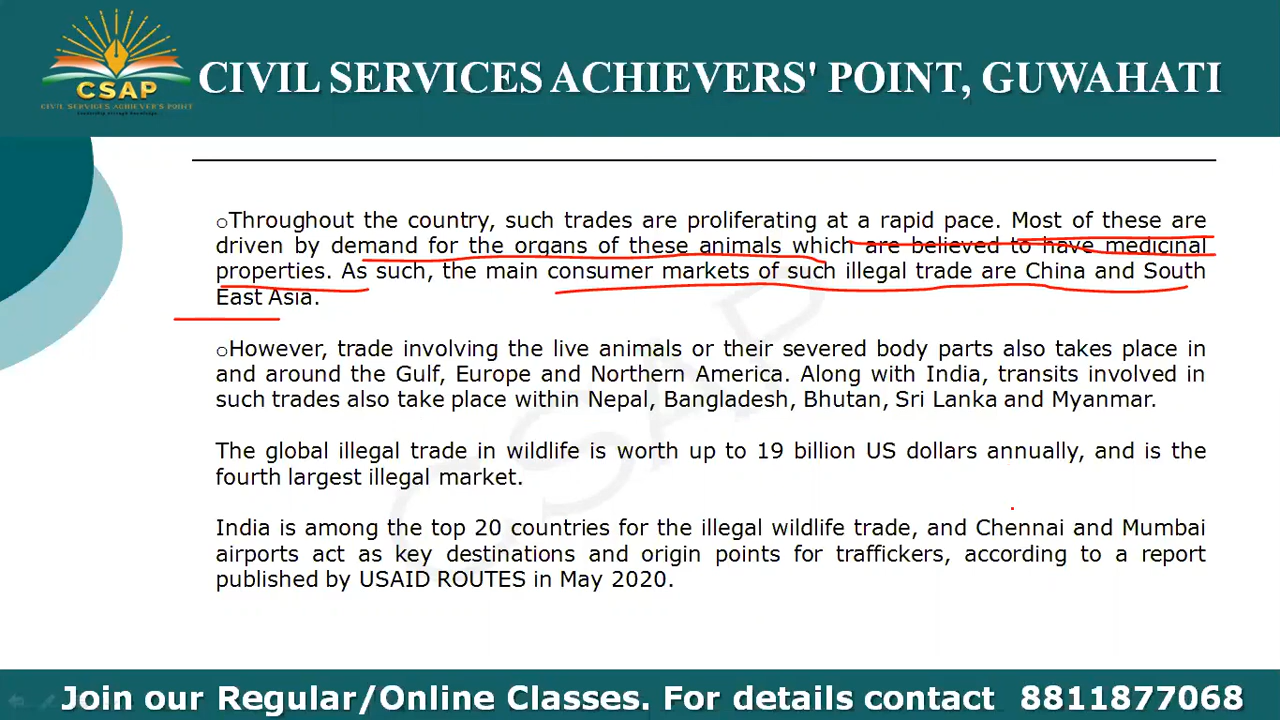 CSAP
CIVIL SERVICES ACHIEVER'S POINT
CIVIL SERVICES ACHIEVERS' POINT, GUWAHATI
oThroughout the country, such trades are proliferating at a rapid pace. Most of these are
driven by demand for the organs of these animals which are believed to have medicinal
properties. As such, the main consumer markets of such illegal trade are China and South
East Asia.
oHowever, trade involving the live animals or their severed body parts also takes place in
and around the Gulf, Europe and Northern America. Along with India, transits involved in
such trades also take place within Nepal, Bangladesh, Bhutan, Sri Lanka and Myanmar.
The global illegal trade in wildlife is worth up to 19 billion US dollars annually, and is the
fourth largest illegal market.
India is among the top 20 countries for the illegal wildlife trade, and Chennai and Mumbai
airports act as key destinations and origin points for traffickers, according to a report
published by USAID ROUTES in May 2020.
CSAP
Join our Regular/Online Classes. For details contact 8811877068